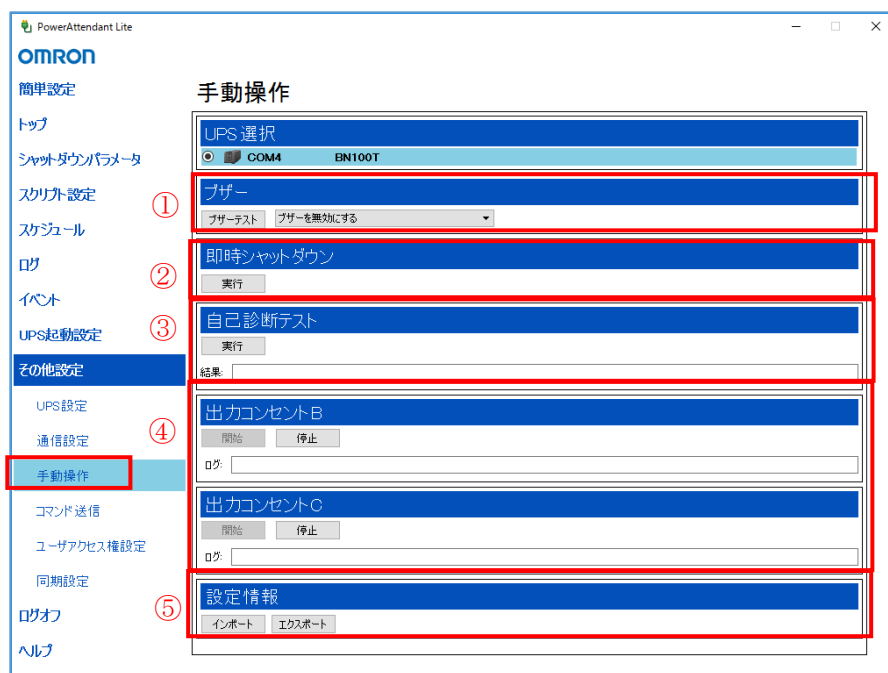 PowerAttendant Lite
OMRON
簡単設定
トップ
シャットダウンパラメータ
スクリプト設定
スケジュール
ログ
イベント
UPS起動設定
その他設定
UPS設定
通信設定
手動操作
コマンド送信
ユーザアクセス権設定
同期設定
ログオフ
ヘルプ
手動操作
UPS選択
COM4 BN100T
①
ブザー
ブザーテスト ブザーを無効にする
②
即時シャットダウン
実行
③
自己診断テスト
実行
結果:
④
出力コンセントB
開始 停止
ログ:
出力コンセントC
開始 停止
ログ:
⑤
設定情報
インポート エクスポート